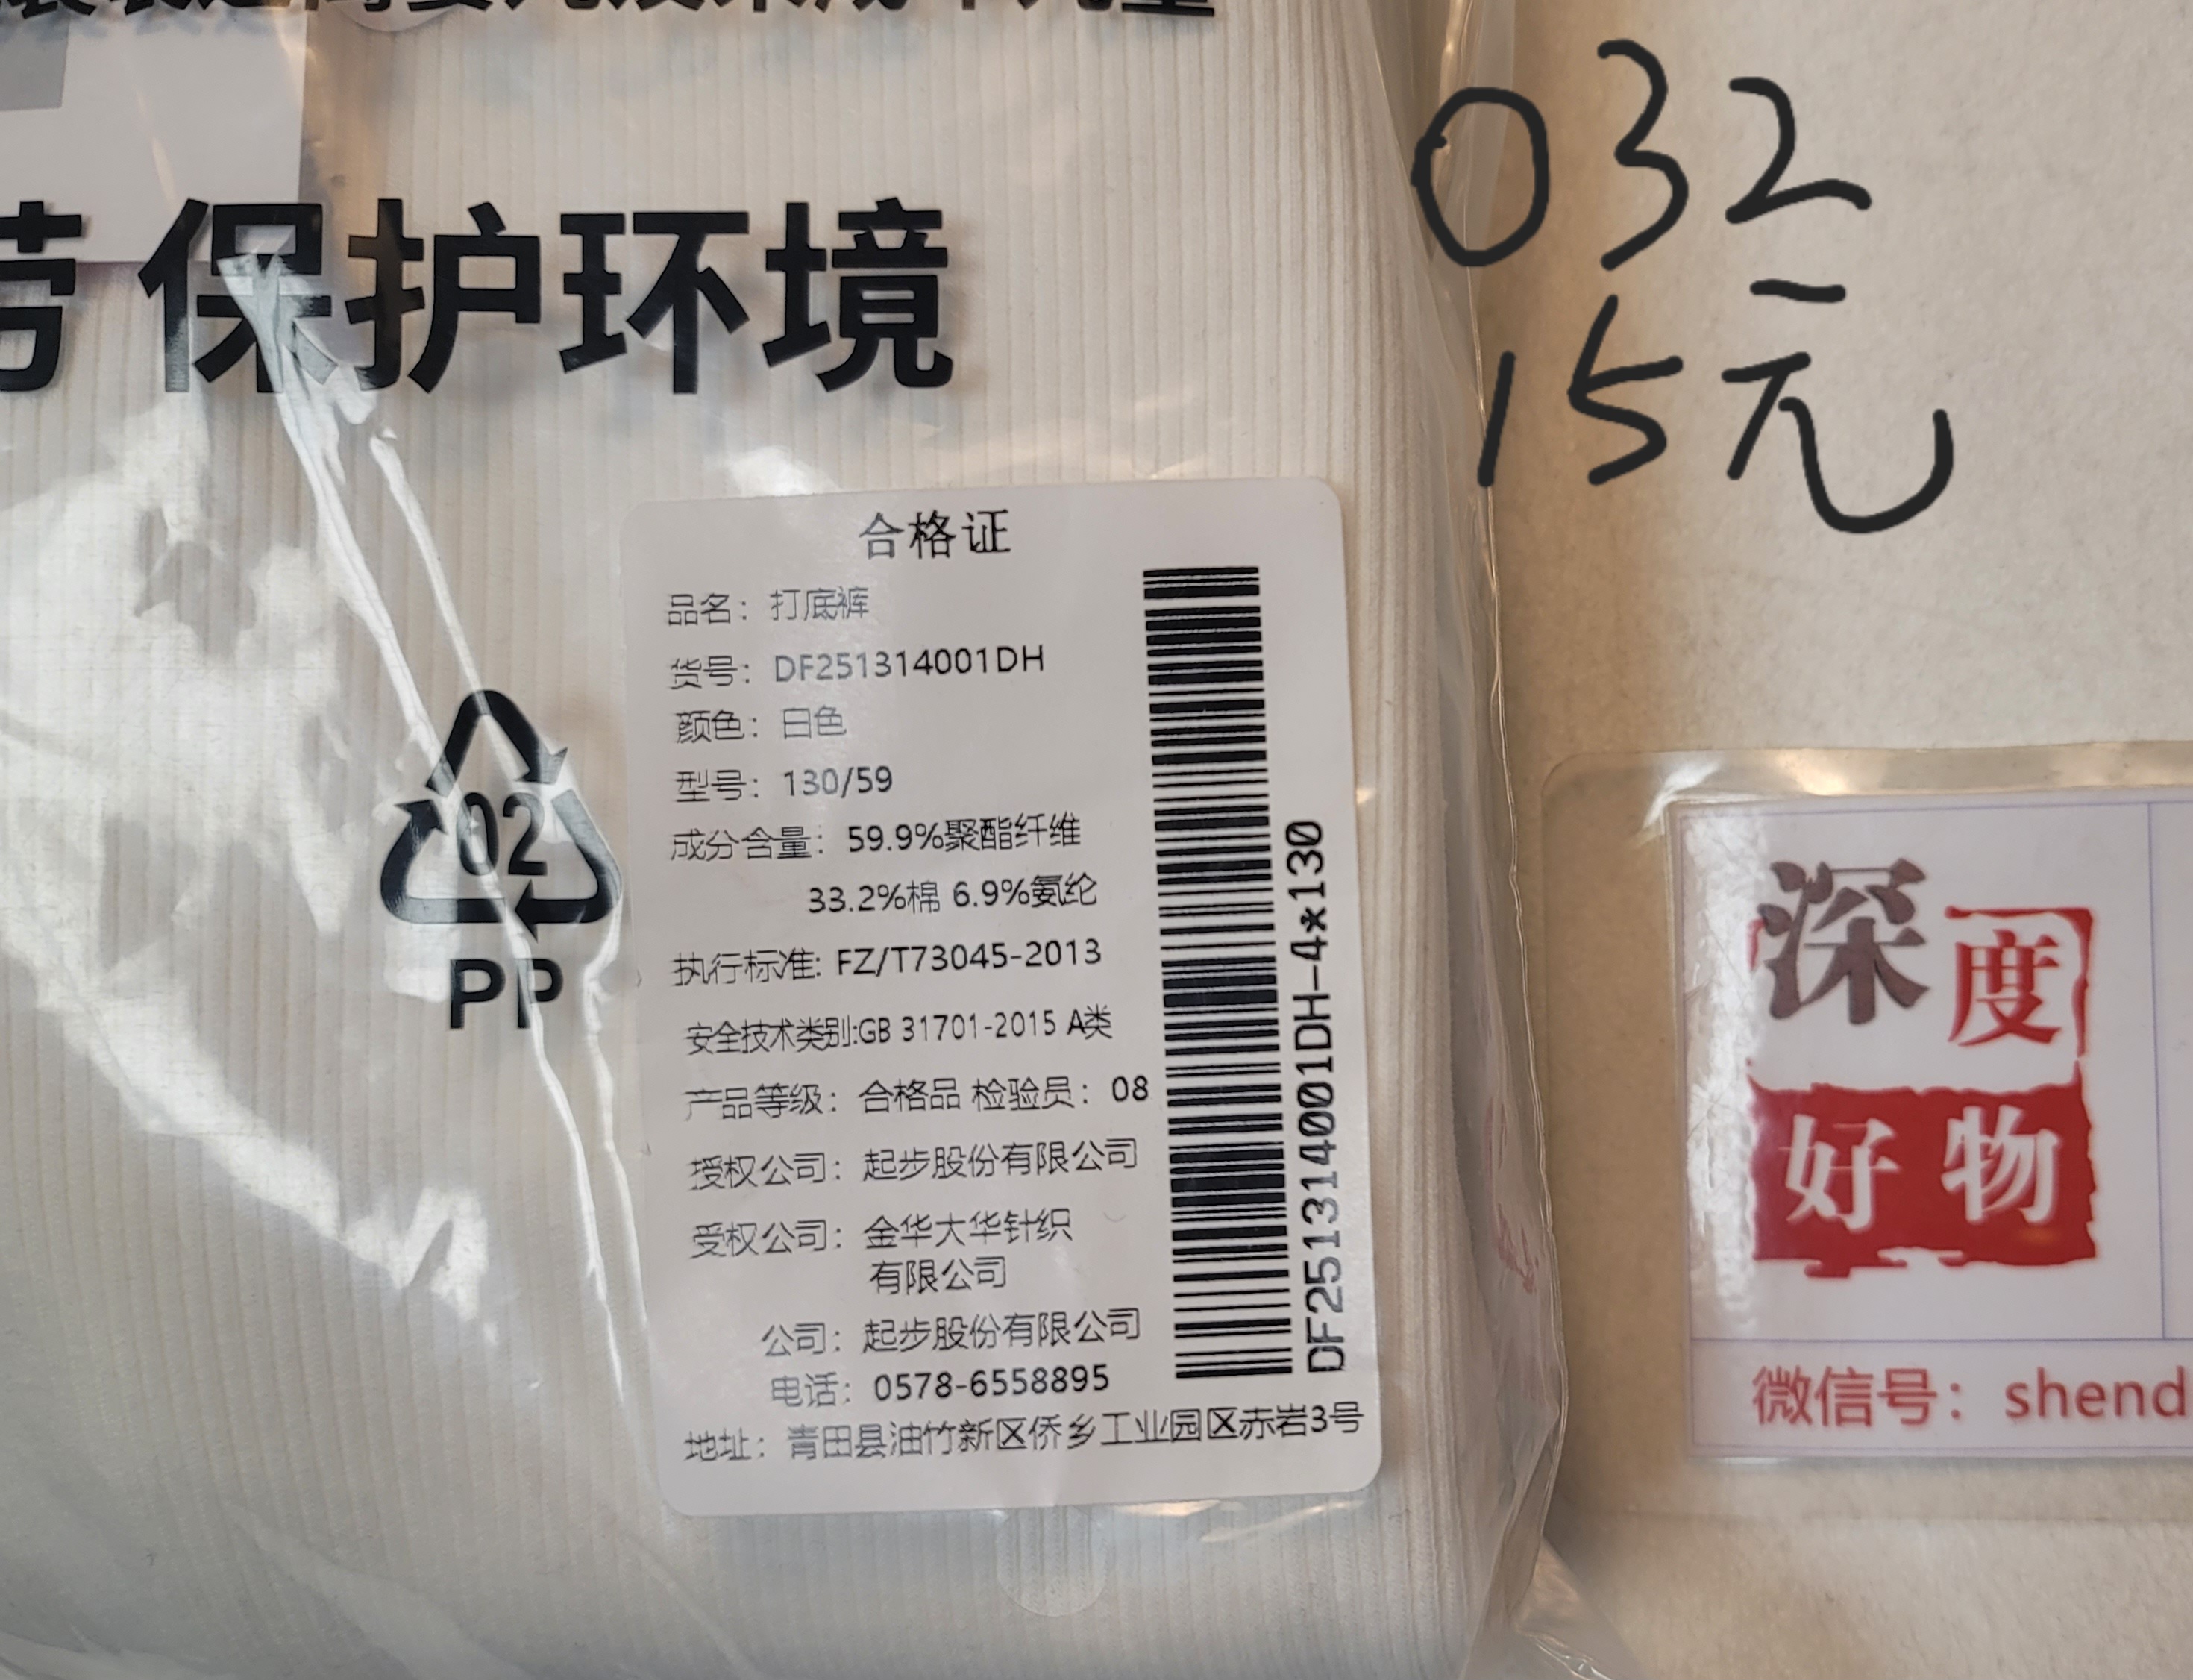 劳 保护环境
032
15元
02
PP
合格证
品名：打底裤
货号：DF251314001DH
颜色：白色
型号：130/59
成分含量：59.9%聚酯纤维
33.2%棉 6.9%氨纶
执行标准: FZ/T73045-2013
安全技术类别:GB 31701-2015 A类
产品等级：合格品 检验员：08
授权公司：起步股份有限公司
受权公司：金华大华针织
有限公司
公司：起步股份有限公司
电话：0578-6558895
地址：青田县油竹新区侨乡工业园区赤岩3号
DF251314001DH-4*130
深度
好物
微信号：shend